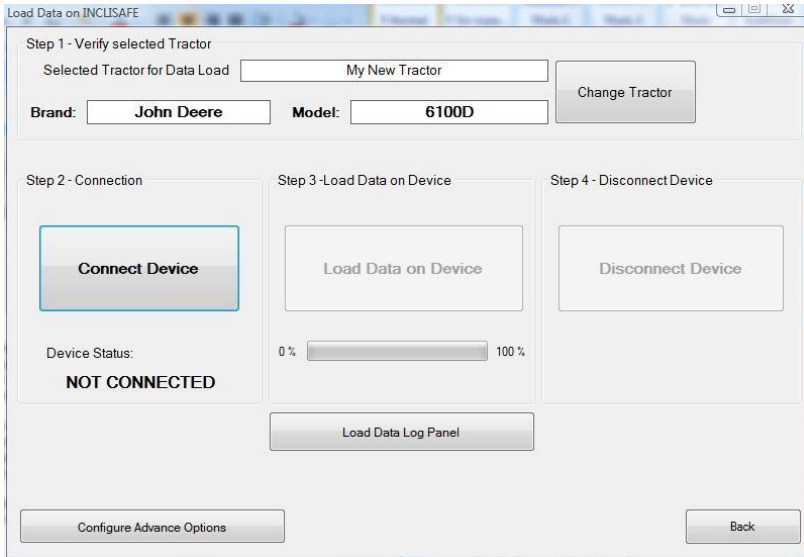 Load Data on INCLISAFE
Step 1 - Verify selected Tractor
Selected Tractor for Data Load My New Tractor
Change Tractor
Brand: John Deere Model: 6100D
Step 2 - Connection
Connect Device
Device Status:
NOT CONNECTED
Step 3 -Load Data on Device
Load Data on Device
0 % 100 %
Step 4 - Disconnect Device
Disconnect Device
Load Data Log Panel
Configure Advance Options
Back